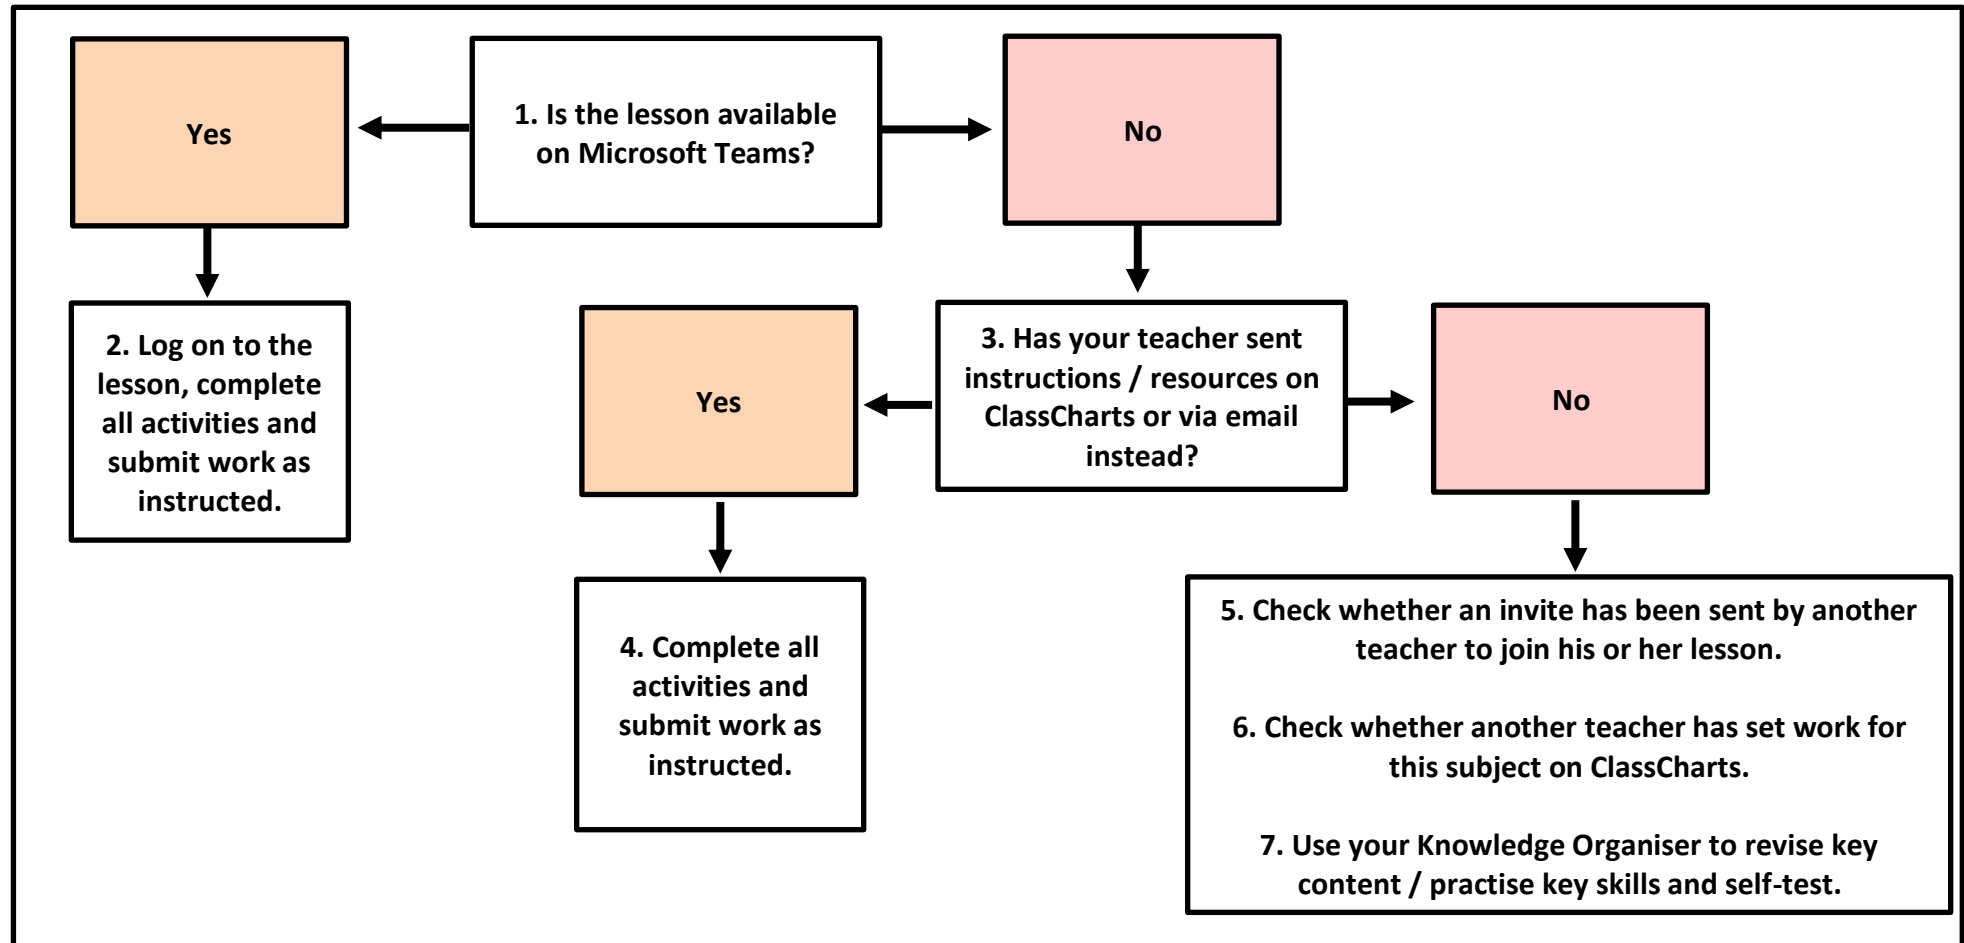 Yes
1. Is the lesson available
on Microsoft Teams?
No
2. Log on to the
lesson, complete
all activities and
submit work as
instructed.
Yes
3. Has your teacher sent
instructions / resources on
ClassCharts or via email
instead?
No
4. Complete all
activities and
submit work as
instructed.
5. Check whether an invite has been sent by another
teacher to join his or her lesson.
6. Check whether another teacher has set work for
this subject on ClassCharts.
7. Use your Knowledge Organiser to revise key
content / practise key skills and self-test.